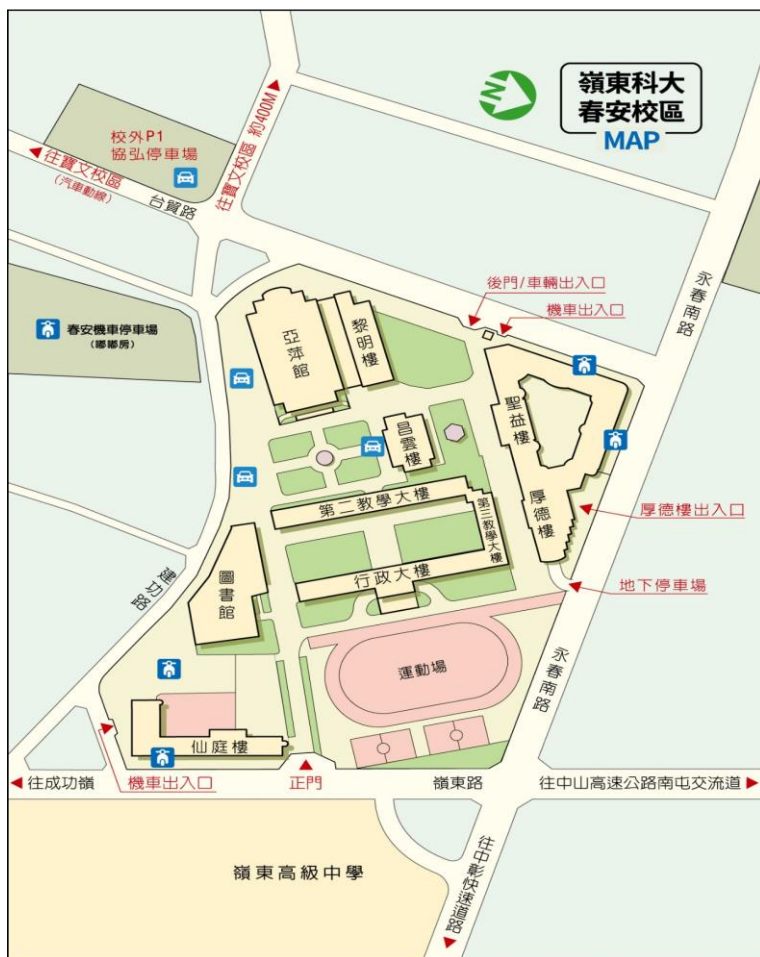 N
嶺東科大
春安校區
MAP
校外P1
協弘停車場
往寶文校區 約400M
往寶文校區
(汽車動線)
台貿路
永春南路
後門/車輛出入口
機車出入口
春安機車停車場
(嘟嘟房)
亞萍館
黎明樓
聖益樓
昌雲樓
第二教學大樓
第三教學大樓
厚德樓
厚德樓出入口
圖書館
行政大樓
地下停車場
建功路
運動場
永春南路
仙庭樓
往成功嶺
機車出入口
正門
嶺東路
往中山高速公路南屯交流道
嶺東高級中學
往中彰快速道路